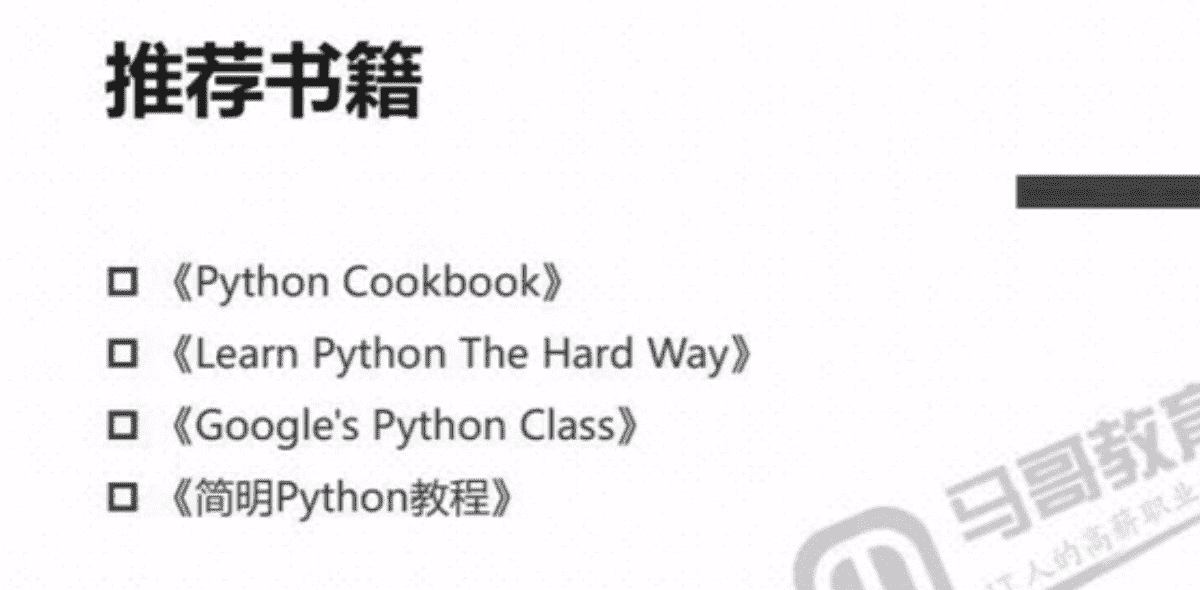 推荐书籍
《Python Cookbook》
《Learn Python The Hard Way》
《Google's Python Class》
《简明Python教程》
马哥教育
人的高薪职业